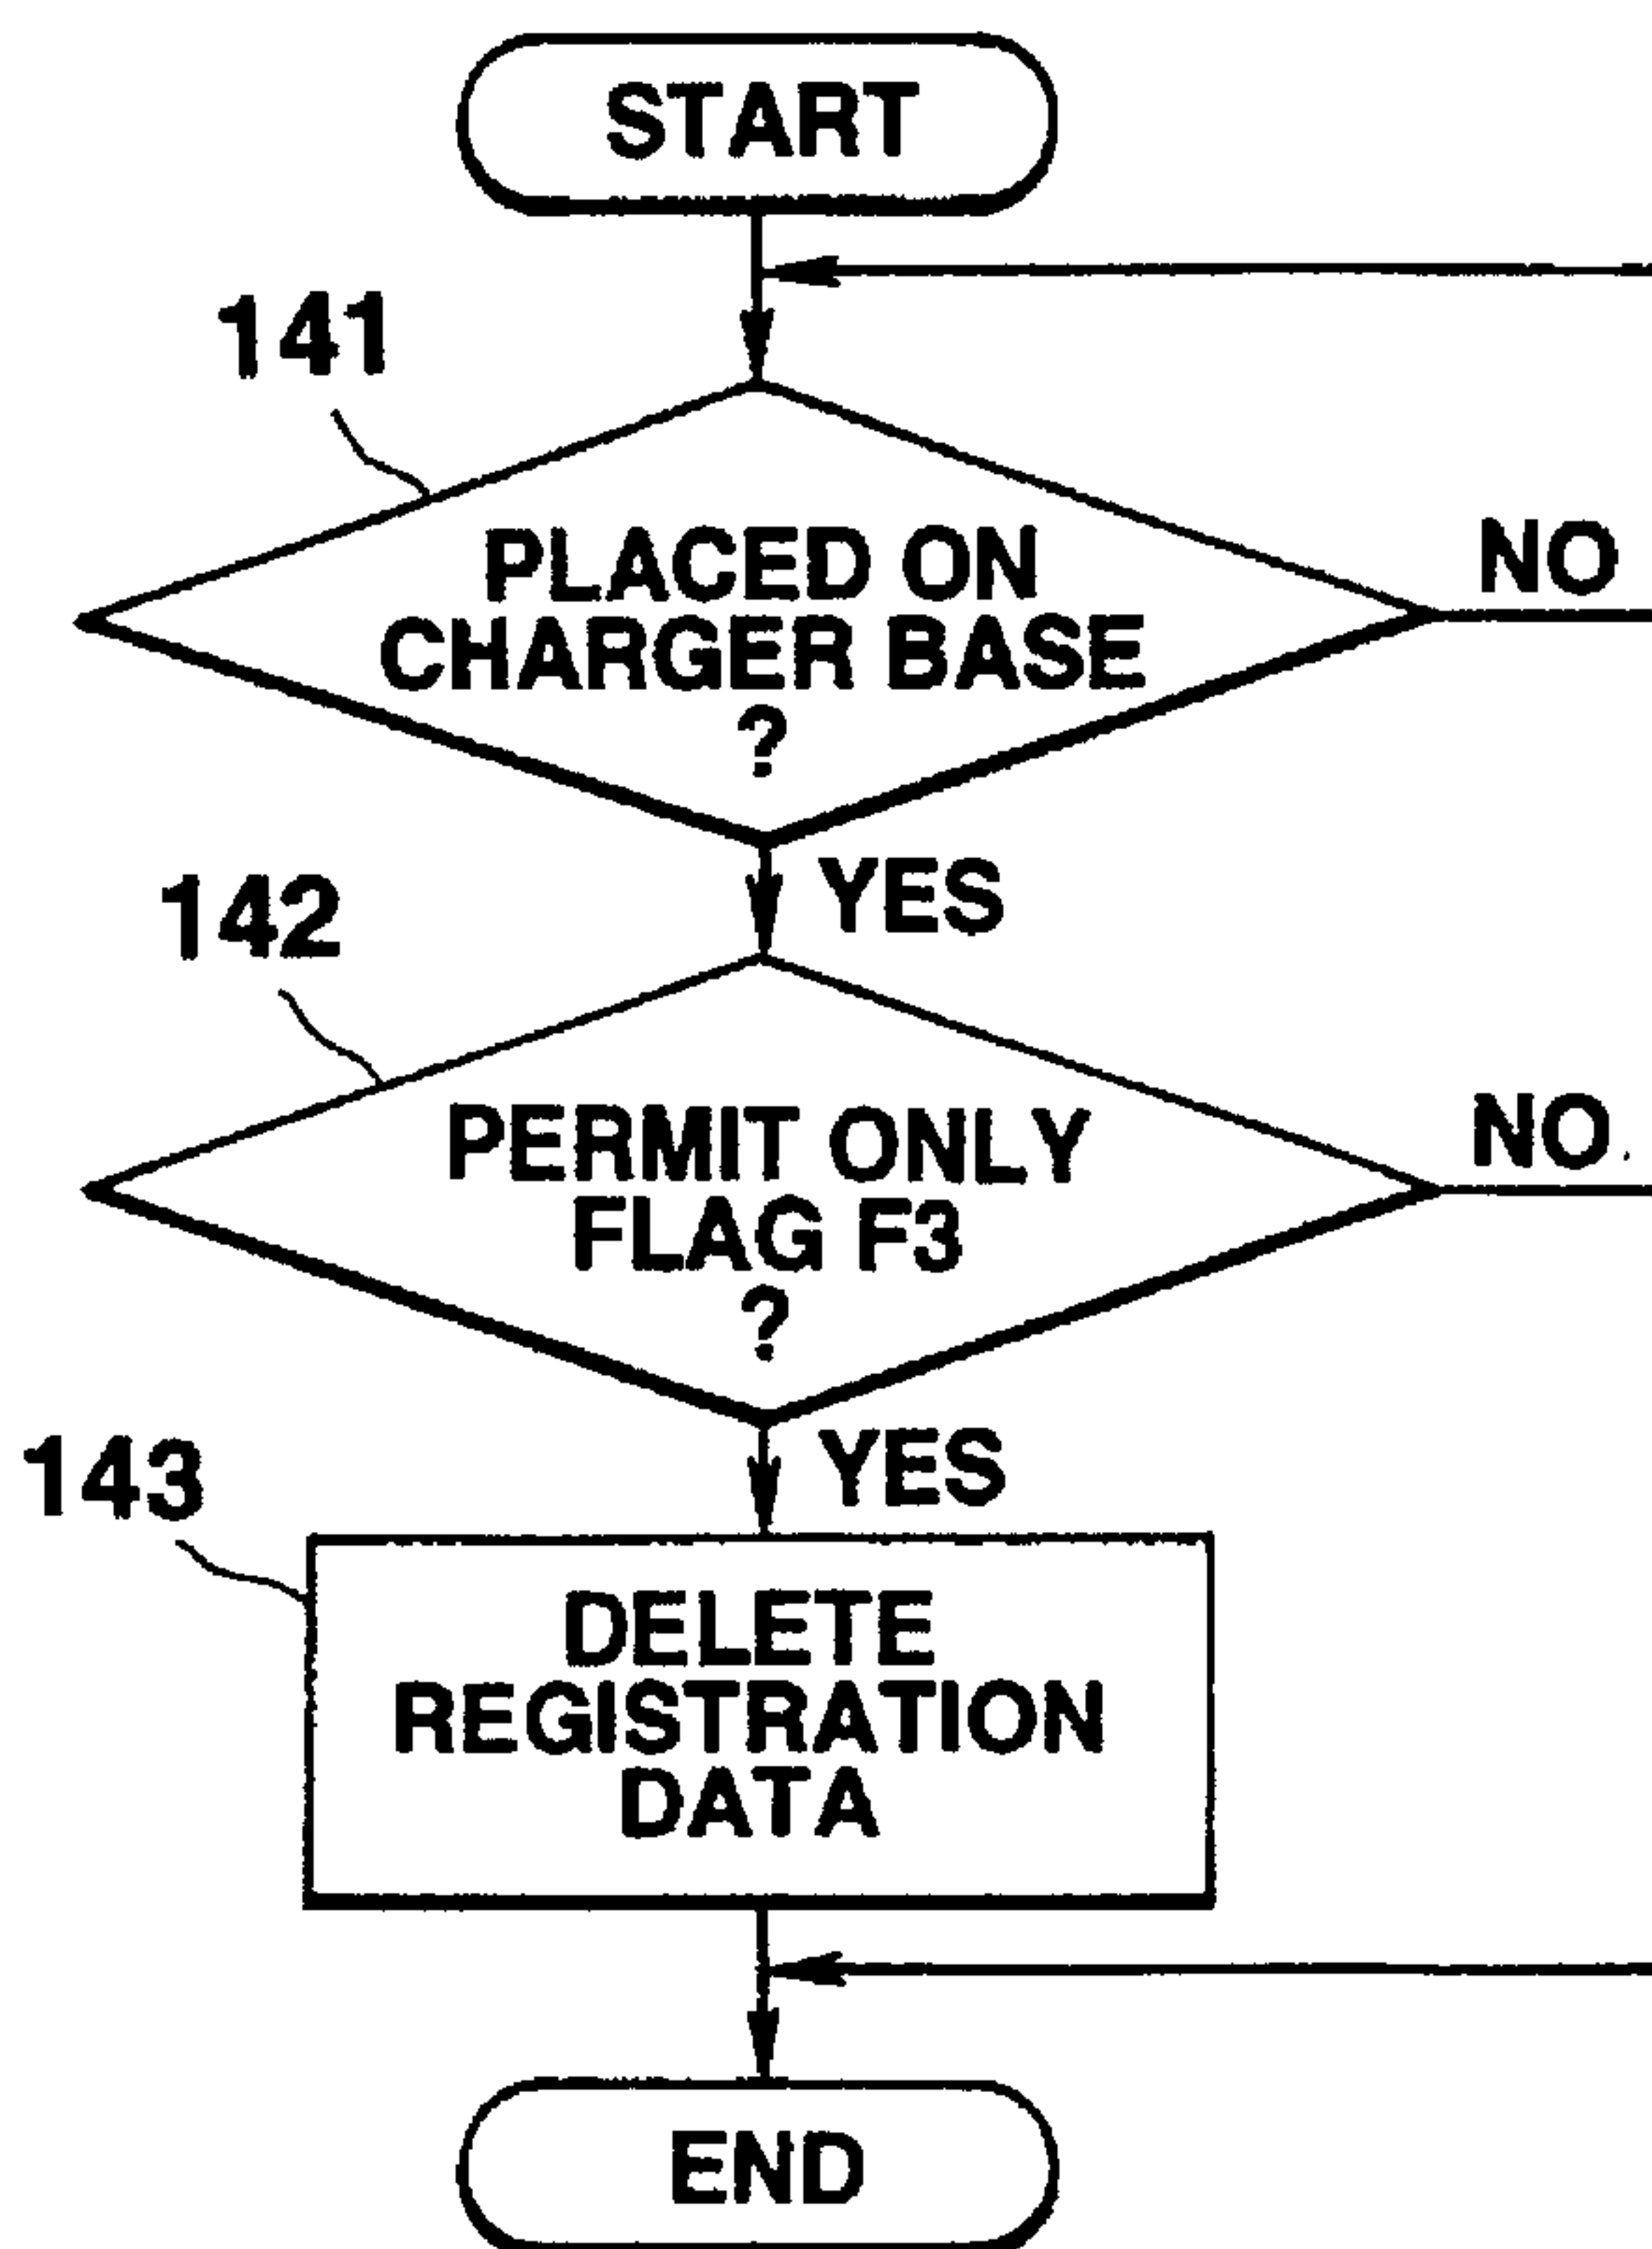 START
141
PLACED ON
CHARGER BASE
?
NO
YES
142
PERMIT ONLY
FLAG F3
?
NO.
YES
143
DELETE
REGISTRATION
DATA
END